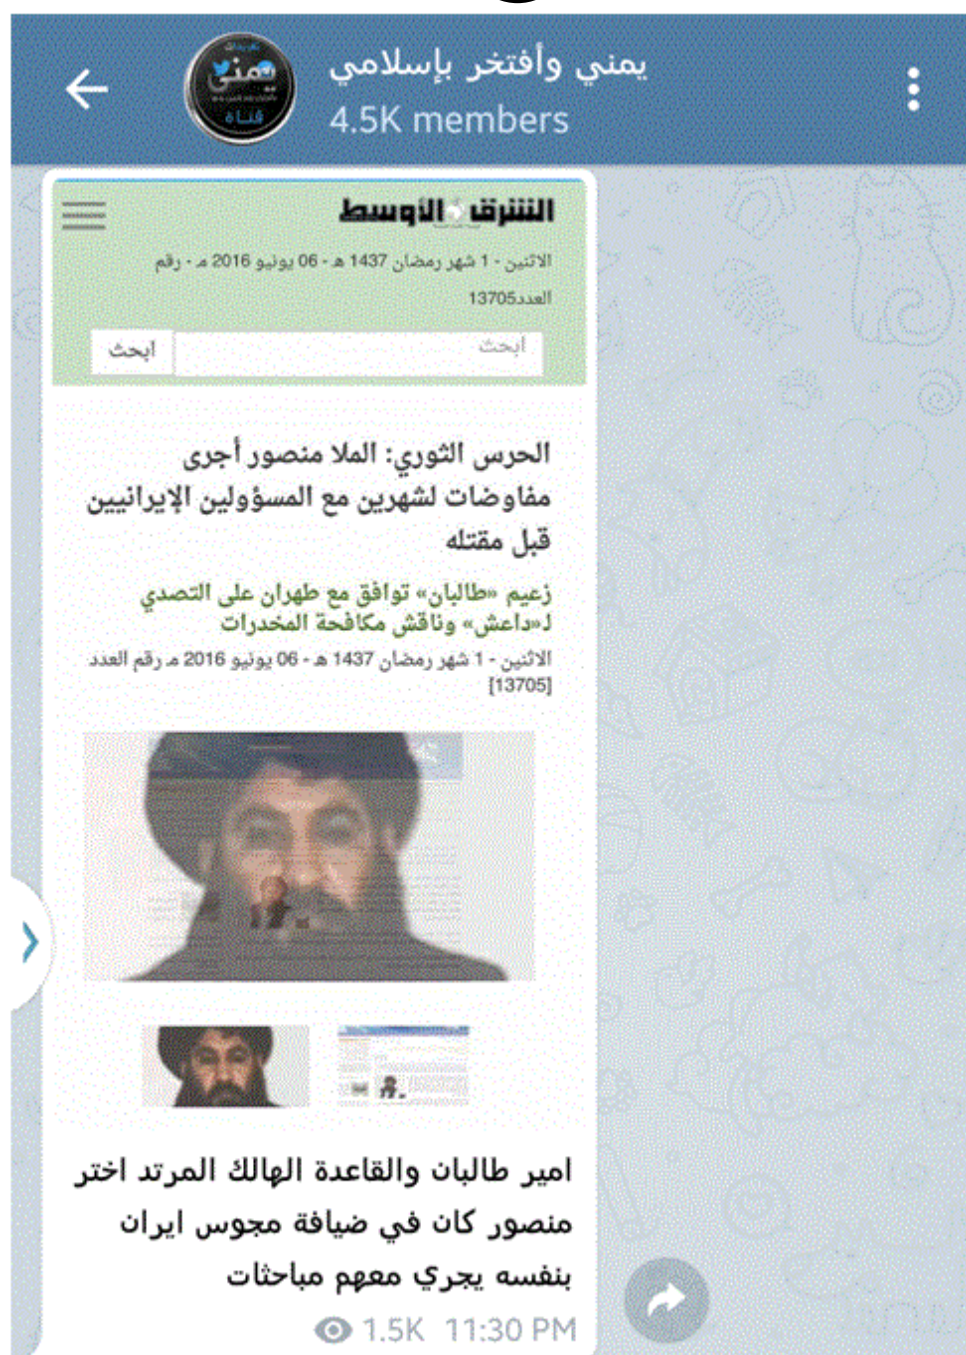 يمني وأفتخر بإسلامي
4.5K members
يمني
قناة
الشرق الأوسط
الاثنين - 1 شهر رمضان 1437 هـ - 06 يونيو 2016 مـ - رقم
العدد13705
ابحث
ابحث
الحرس الثوري: الملا منصور أجرى
مفاوضات لشهرين مع المسؤولين الإيرانيين
قبل مقتله
زعيم «طالبان» توافق مع طهران على التصدي
لـ«داعش» وناقش مكافحة المخدرات
الاثنين - 1 شهر رمضان 1437 هـ - 06 يونيو 2016 مـ رقم العدد
[13705]
امير طالبان والقاعدة الهالك المرتد اختر
منصور كان في ضيافة مجوس ايران
بنفسه يجري معهم مباحثات
1.5K 11:30 PM